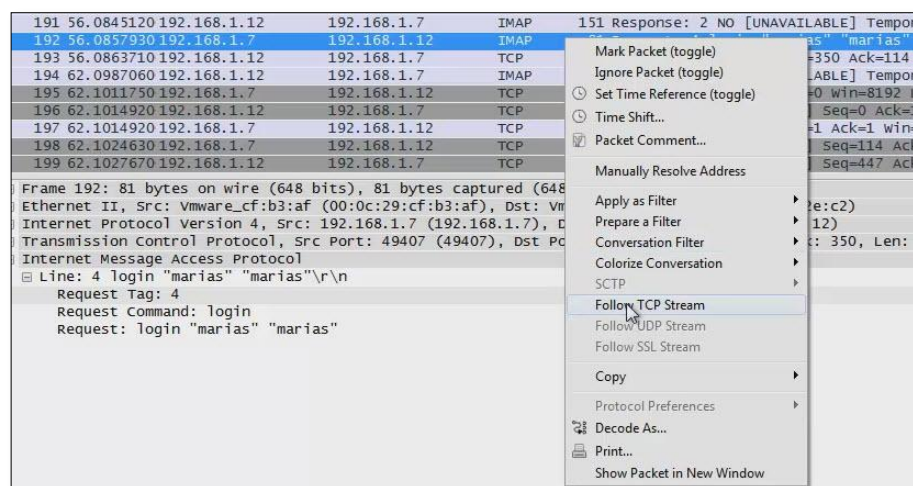 191 56.0845120 192.168.1.12 192.168.1.7 IMAP 151 Response: 2 NO [UNAVAILABLE] Tempo
192 56.0857930 192.168.1.7 192.168.1.12 IMAP "marias"
193 56.0863710 192.168.1.12 192.168.1.7 TCP =350 Ack=114
194 62.0987060 192.168.1.12 192.168.1.7 IMAP LABLE] Tempor
195 62.1011750 192.168.1.7 192.168.1.12 TCP =0 Win=8192
196 62.1014920 192.168.1.12 192.168.1.7 TCP Seq=0 Ack=
197 62.1014920 192.168.1.7 192.168.1.12 TCP =1 Ack=1 Win=
198 62.1024630 192.168.1.7 192.168.1.12 TCP Seq=114 Ac
199 62.1027670 192.168.1.12 192.168.1.7 TCP Seq=447 Ac
Frame 192: 81 bytes on wire (648 bits), 81 bytes captured (648
Ethernet II, Src: Vmware_cf:b3:af (00:0c:29:cf:b3:af), Dst: Vm 2e:c2)
Internet Protocol Version 4, Src: 192.168.1.7 (192.168.1.7), D 12)
Transmission Control Protocol, Src Port: 49407 (49407), Dst Po : 350, Len:
Internet Message Access Protocol
Line: 4 login "marias" "marias"\r\n
Request Tag: 4
Request Command: login
Request: login "marias" "marias"
Mark Packet (toggle)
Ignore Packet (toggle)
Set Time Reference (toggle)
Time Shift...
Packet Comment...
Manually Resolve Address
Apply as Filter
Prepare a Filter
Conversation Filter
Colorize Conversation
SCTP
Follow TCP Stream
Follow UDP Stream
Follow SSL Stream
Copy
Protocol Preferences
Decode As...
Print...
Show Packet in New Window